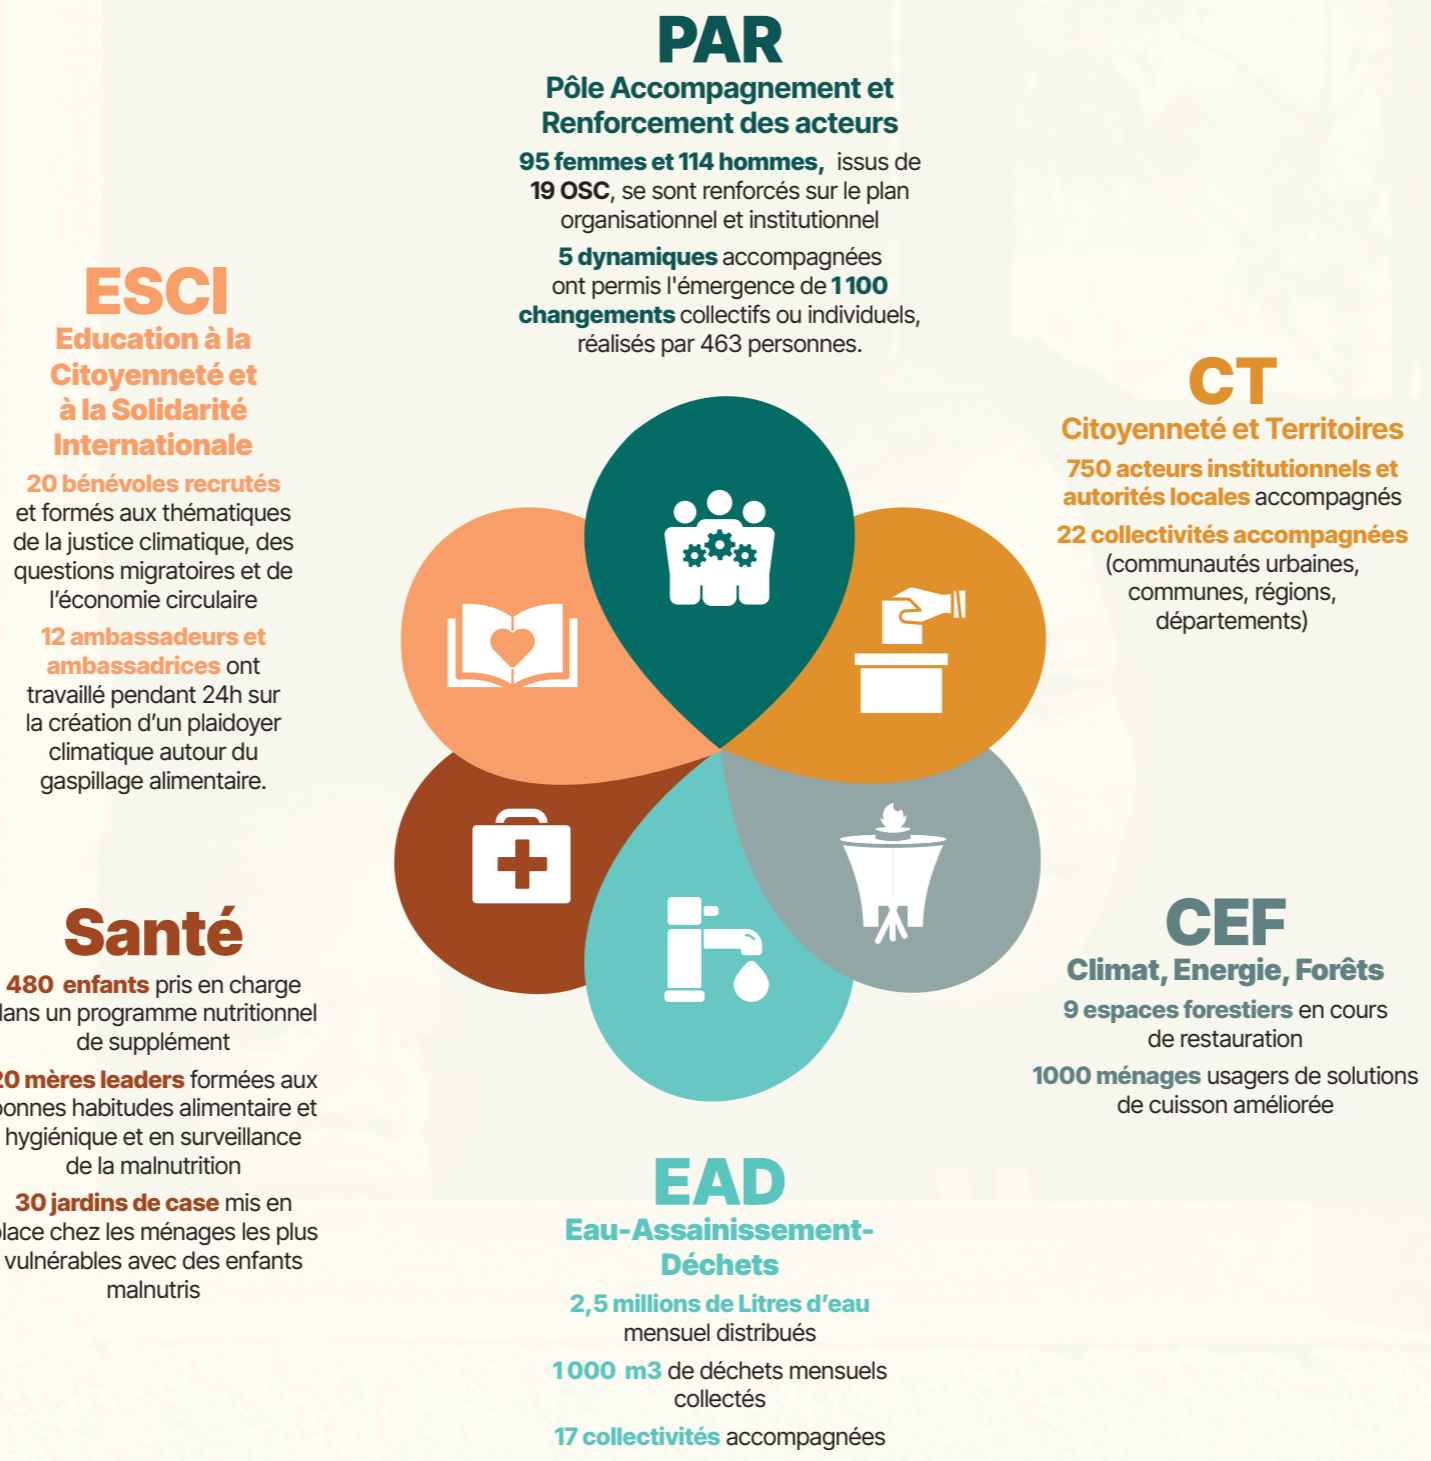 PAR
Pôle Accompagnement et
Renforcement des acteurs
95 femmes et 114 hommes, issus de
19 OSC, se sont renforcés sur le plan
organisationnel et institutionnel
5 dynamiques accompagnées
ont permis l'émergence de 1 100
changements collectifs ou individuels,
réalisés par 463 personnes.
ESCI
Education à la
Citoyenneté et
à la Solidarité
Internationale
20 bénévoles recrutés
et formés aux thématiques
de la justice climatique, des
questions migratoires et de
l’économie circulaire
12 ambassadeurs et
ambassadrices ont
travaillé pendant 24h sur
la création d’un plaidoyer
climatique autour du
gaspillage alimentaire.
CT
Citoyenneté et Territoires
750 acteurs institutionnels et
autorités locales accompagnés
22 collectivités accompagnées
(communautés urbaines,
communes, régions,
départements)
Santé
480 enfants pris en charge
dans un programme nutritionnel
de supplément
20 mères leaders formées aux
bonnes habitudes alimentaire et
hygiénique et en surveillance
de la malnutrition
30 jardins de case mis en
place chez les ménages les plus
vulnérables avec des enfants
malnutris
CEF
Climat, Energie, Forêts
9 espaces forestiers en cours
de restauration
1000 ménages usagers de solutions
de cuisson améliorée
EAD
Eau-Assainissement-
Déchets
2,5 millions de Litres d’eau
mensuel distribués
1 000 m3 de déchets mensuels
collectés
17 collectivités accompagnées